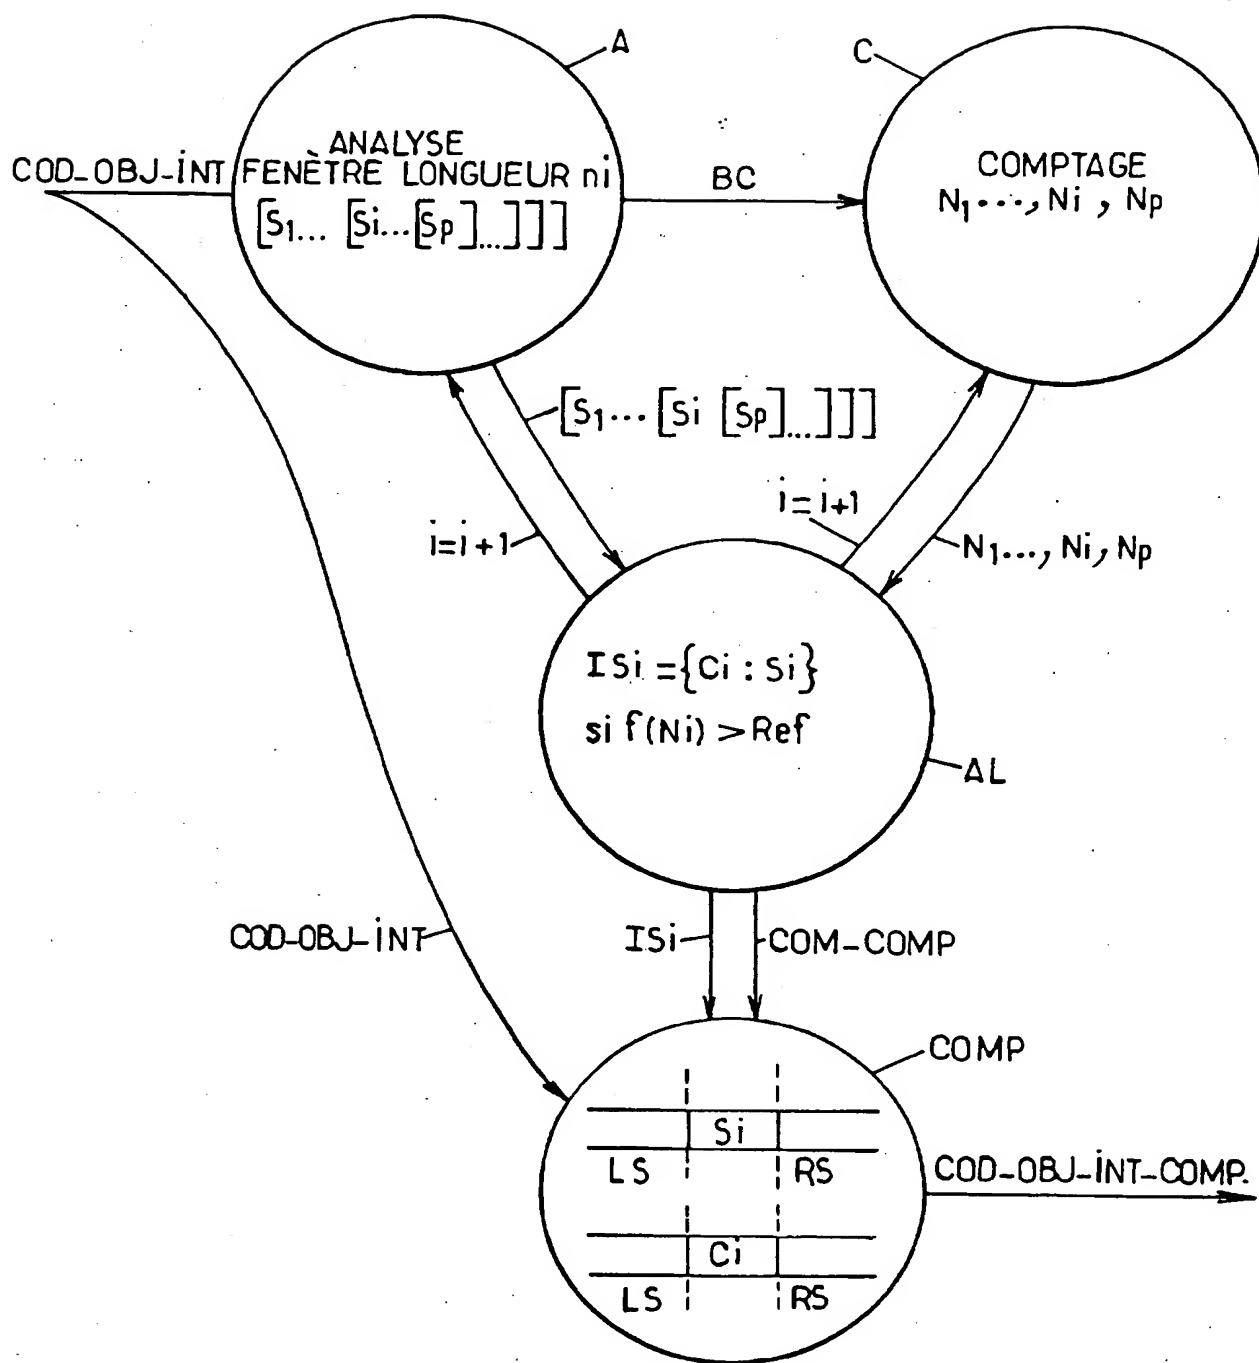 A
C
ANALYSE
COD_OBJ-iNT FENÈTRE LONGUEUR ni
[S1... [Si...[Sp]...]]]
BC
COMPTAGE
N1...,Ni, Np
[S1... [Si [Sp]...]]]
i=i+1
i=i+1
N1...,Ni,Np
ISi={Ci:Si}
si f(Ni) > Ref
AL
COD-OBJ-iNT
ISi
COM-COMP
COMP
Si
LS RS
COD-OBJ-iNT-COMP.
Ci
LS RS